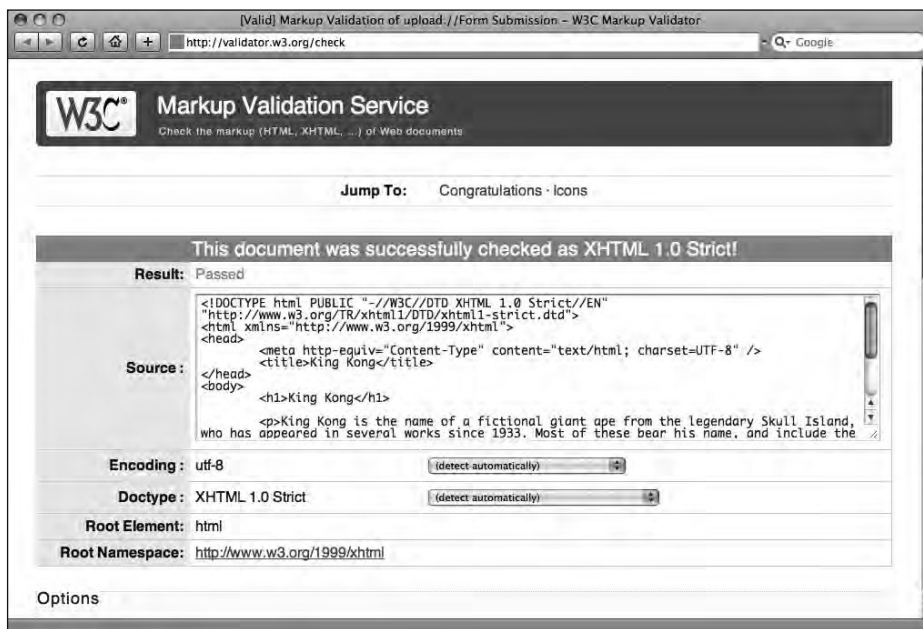 [Valid] Markup Validation of upload://Form Submission – W3C Markup Validator
http://validator.w3.org/check
Google
W3C® Markup Validation Service
Check the markup (HTML, XHTML, ...) of Web documents
Jump To: Congratulations · Icons
This document was successfully checked as XHTML 1.0 Strict!
Result: Passed
Source :
<!DOCTYPE html PUBLIC "-//W3C//DTD XHTML 1.0 Strict//EN"
"http://www.w3.org/TR/xhtml1/DTD/xhtml1-strict.dtd">
<html xmlns="http://www.w3.org/1999/xhtml">
<head>
<meta http-equiv="Content-Type" content="text/html; charset=UTF-8" />
<title>King Kong</title>
</head>
<body>
<h1>King Kong</h1>
<p>King Kong is the name of a fictional giant ape from the legendary Skull Island,
who has appeared in several works since 1933. Most of these bear his name, and include the
Encoding : utf-8 (detect automatically)
Doctype : XHTML 1.0 Strict (detect automatically)
Root Element: html
Root Namespace: http://www.w3.org/1999/xhtml
Options